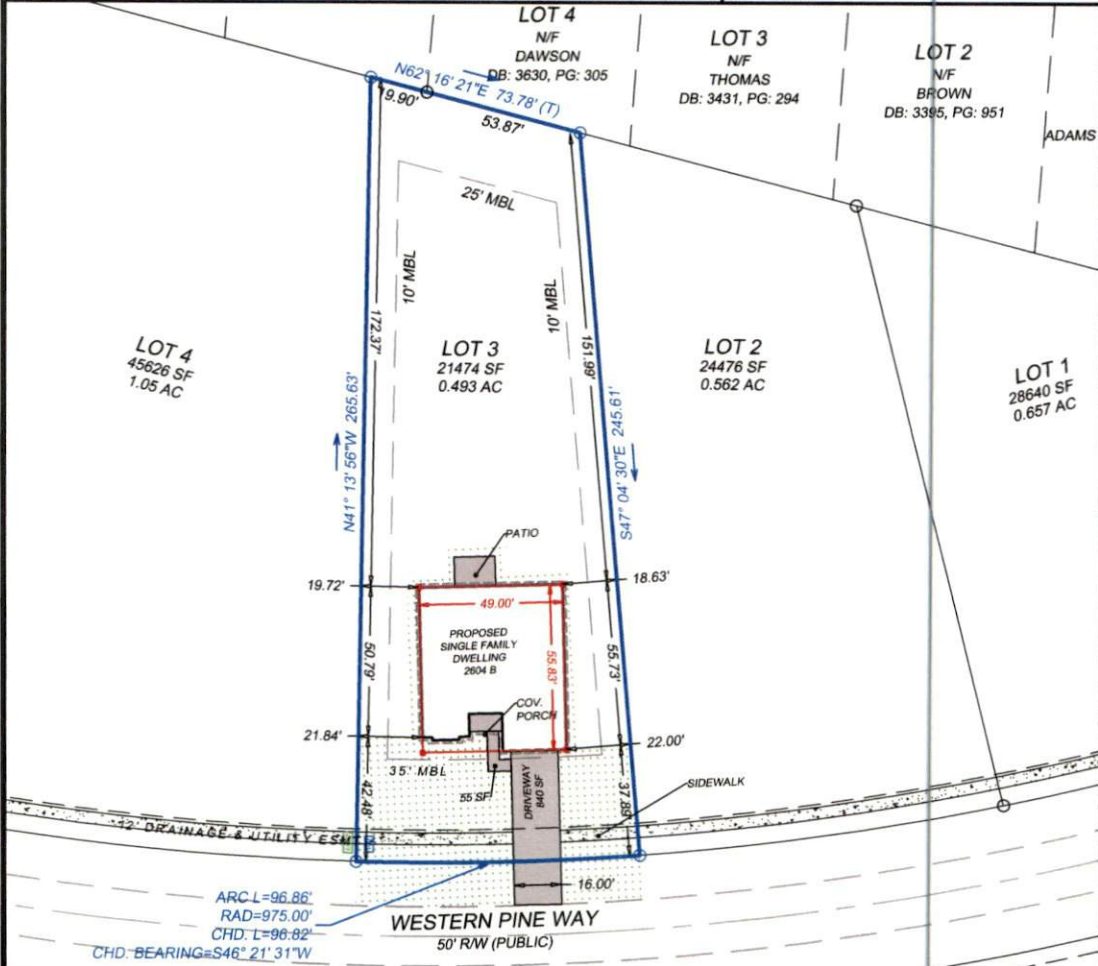 LOT 4
N/F
DAWSON
DB: 3630, PG: 305
LOT 3
N/F
THOMAS
DB: 3431, PG: 294
LOT 2
N/F
BROWN
DB: 3395, PG: 951
ADAMS
N62° 16' 21"E 73.78' (T)
19.90'
53.87'
25' MBL
10' MBL
10' MBL
172.37'
151.99'
LOT 4
45626 SF
1.05 AC
LOT 3
21474 SF
0.493 AC
LOT 2
24476 SF
0.562 AC
LOT 1
28640 SF
0.657 AC
N41° 13' 56"W 265.63'
S47° 04' 30"E 245.61'
PATIO
19.72'
18.63'
49.00'
PROPOSED
SINGLE FAMILY
DWELLING
2604 B
55.83'
50.79'
55.73'
COV.
PORCH
21.84'
22.00'
35' MBL
55 SF
DRIVEWAY
840 SF
42.48'
37.89'
SIDEWALK
12' DRAINAGE & UTILITY ESMT
16.00'
ARC L=96.86'
RAD=975.00'
CHD. L=96.82'
CHD. BEARING=S46° 21' 31"W
WESTERN PINE WAY
50' R/W (PUBLIC)